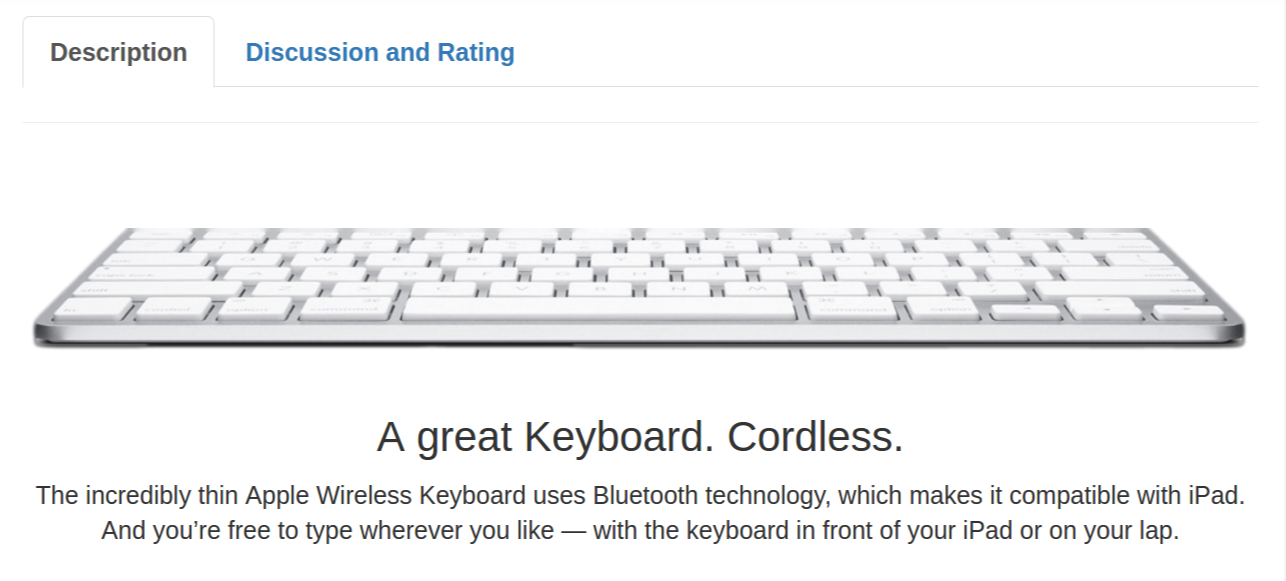 Description
Discussion and Rating
A great Keyboard. Cordless.
The incredibly thin Apple Wireless Keyboard uses Bluetooth technology, which makes it compatible with iPad.
And you’re free to type wherever you like — with the keyboard in front of your iPad or on your lap.